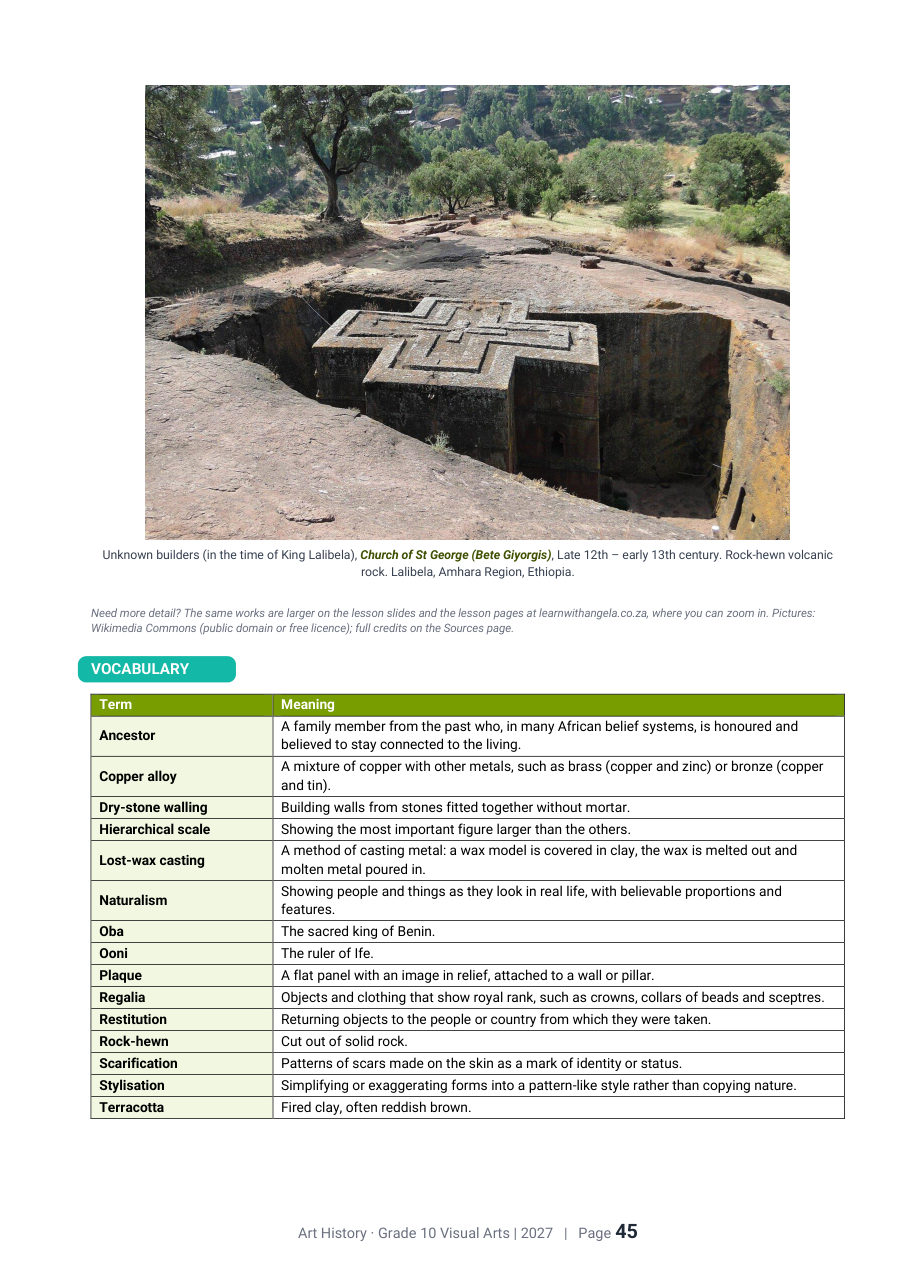 Unknown builders (in the time of King Lalibela), Church of St George (Bete Giyorgis), Late 12th – early 13th century. Rock-hewn volcanic
rock. Lalibela, Amhara Region, Ethiopia.
Need more detail? The same works are larger on the lesson slides and the lesson pages at learnwithangela.co.za, where you can zoom in. Pictures:
Wikimedia Commons (public domain or free licence); full credits on the Sources page.
VOCABULARY
Term Meaning
Ancestor A family member from the past who, in many African belief systems, is honoured and
believed to stay connected to the living.
Copper alloy A mixture of copper with other metals, such as brass (copper and zinc) or bronze (copper
and tin).
Dry-stone walling Building walls from stones fitted together without mortar.
Hierarchical scale Showing the most important figure larger than the others.
Lost-wax casting A method of casting metal: a wax model is covered in clay, the wax is melted out and
molten metal poured in.
Naturalism Showing people and things as they look in real life, with believable proportions and
features.
Oba The sacred king of Benin.
Ooni The ruler of Ife.
Plaque A flat panel with an image in relief, attached to a wall or pillar.
Regalia Objects and clothing that show royal rank, such as crowns, collars of beads and sceptres.
Restitution Returning objects to the people or country from which they were taken.
Rock-hewn Cut out of solid rock.
Scarification Patterns of scars made on the skin as a mark of identity or status.
Stylisation Simplifying or exaggerating forms into a pattern-like style rather than copying nature.
Terracotta Fired clay, often reddish brown.
Art History · Grade 10 Visual Arts | 2027 | Page 45